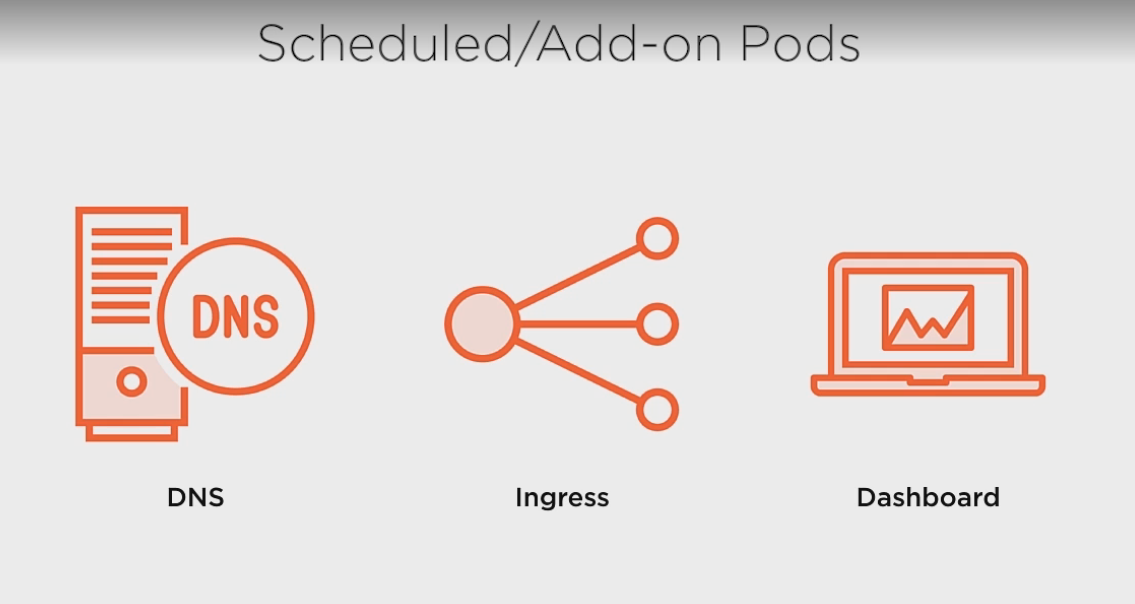 Scheduled/Add-on Pods
DNS
DNS
Ingress
Dashboard